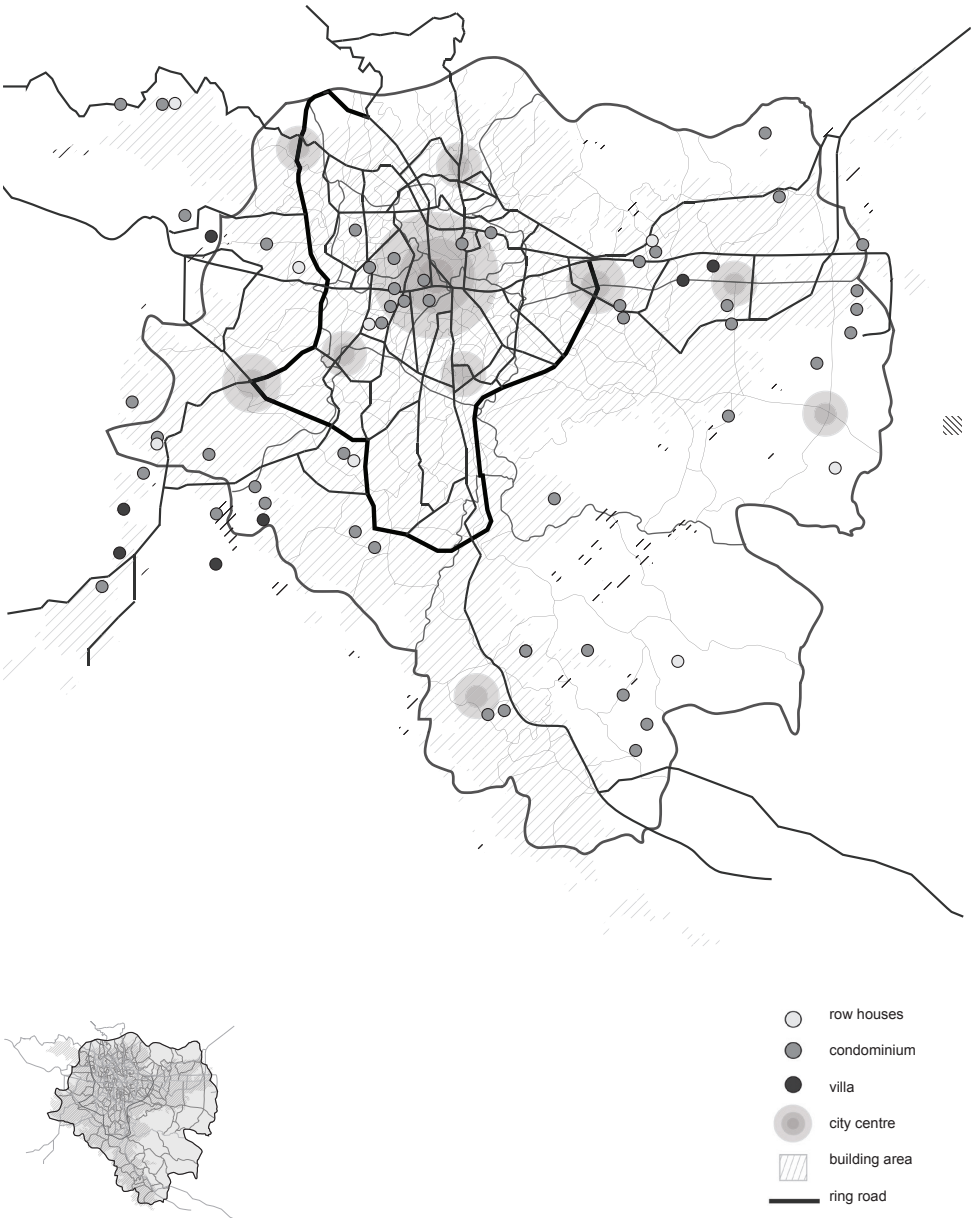 row houses
condominium
villa
city centre
building area
ring road